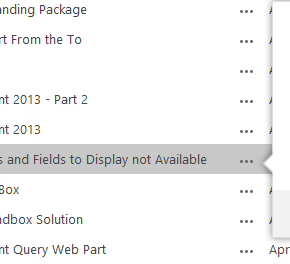 nding Package ...
rt From the To ...
...
nt 2013 - Part 2 ...
nt 2013 ...
s and Fields to Display not Available ...
Box ...
dbox Solution ...
nt Query Web Part ... Apr